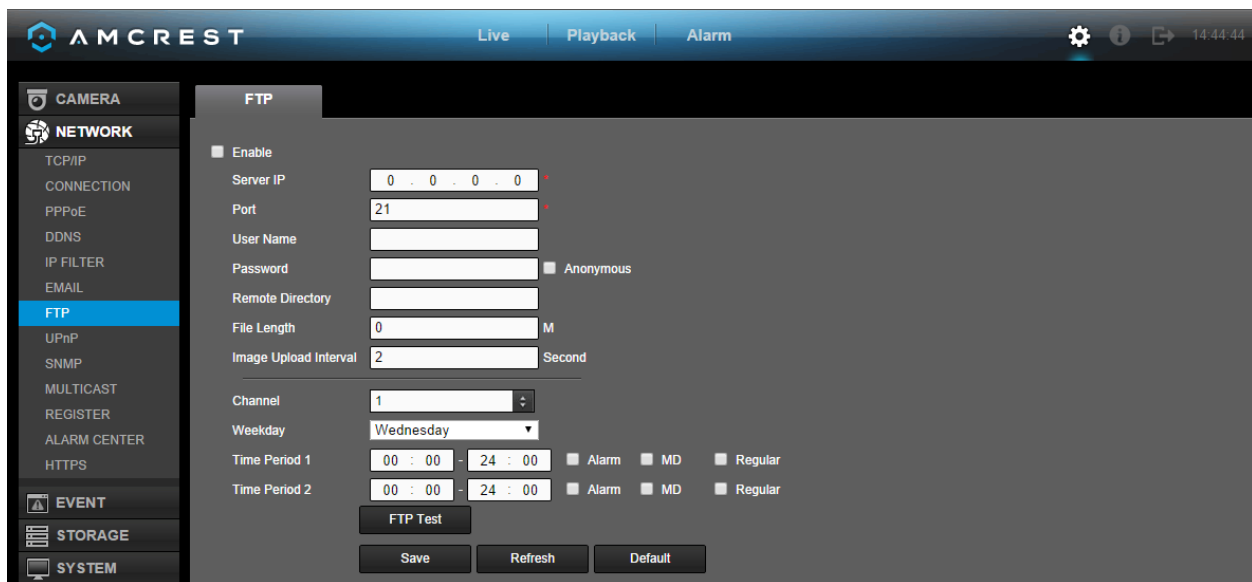 AMCREST Live Playback Alarm 14:44:44
CAMERA
NETWORK
TCP/IP
CONNECTION
PPPoE
DDNS
IP FILTER
EMAIL
FTP
UPnP
SNMP
MULTICAST
REGISTER
ALARM CENTER
HTTPS
EVENT
STORAGE
SYSTEM
FTP
Enable
Server IP 0 . 0 . 0 . 0 *
Port 21 *
User Name
Password Anonymous
Remote Directory
File Length 0 M
Image Upload Interval 2 Second
Channel 1
Weekday Wednesday
Time Period 1 00 : 00 - 24 : 00 Alarm MD Regular
Time Period 2 00 : 00 - 24 : 00 Alarm MD Regular
FTP Test
Save Refresh Default